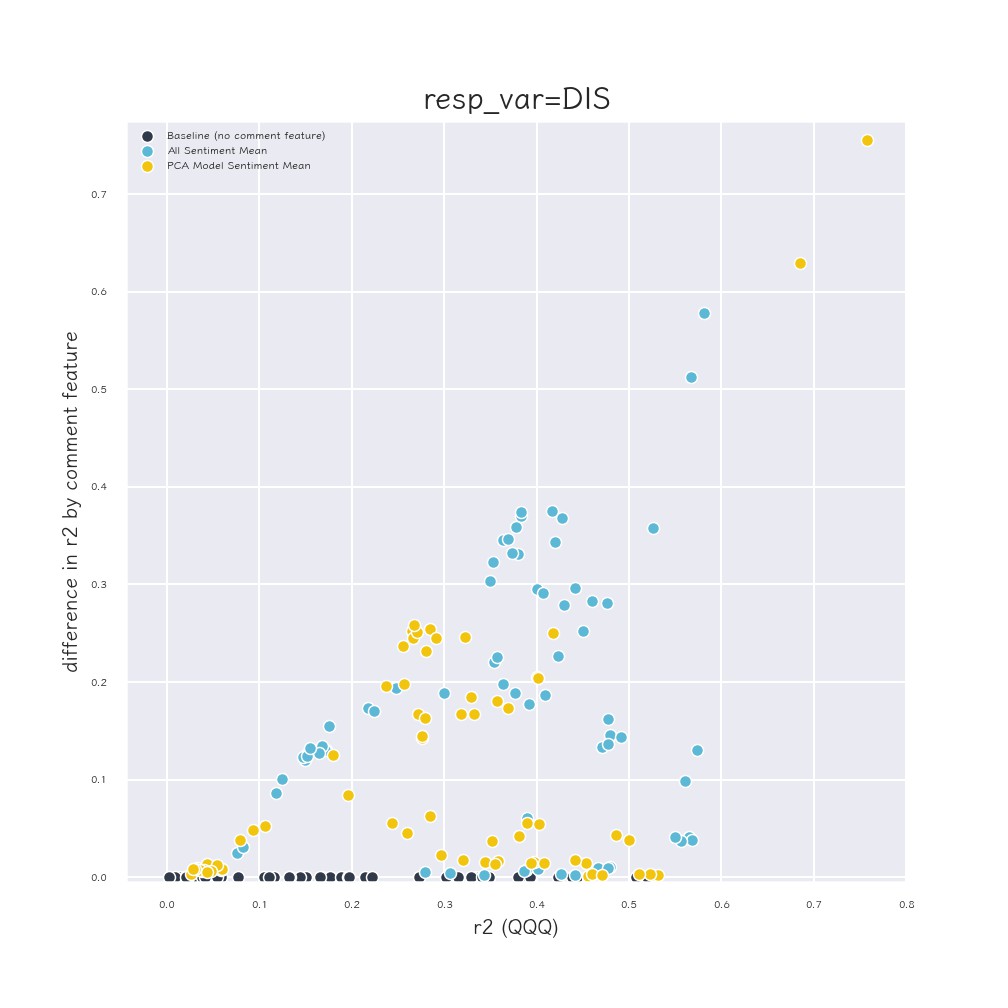 resp_var=DIS
Baseline (no comment feature)
All Sentiment Mean
PCA Model Sentiment Mean
0.7
0.6
0.5
0.4
0.3
0.2
0.1
0.0
difference in r2 by comment feature
0.0 0.1 0.2 0.3 0.4 0.5 0.6 0.7 0.8
r2 (QQQ)